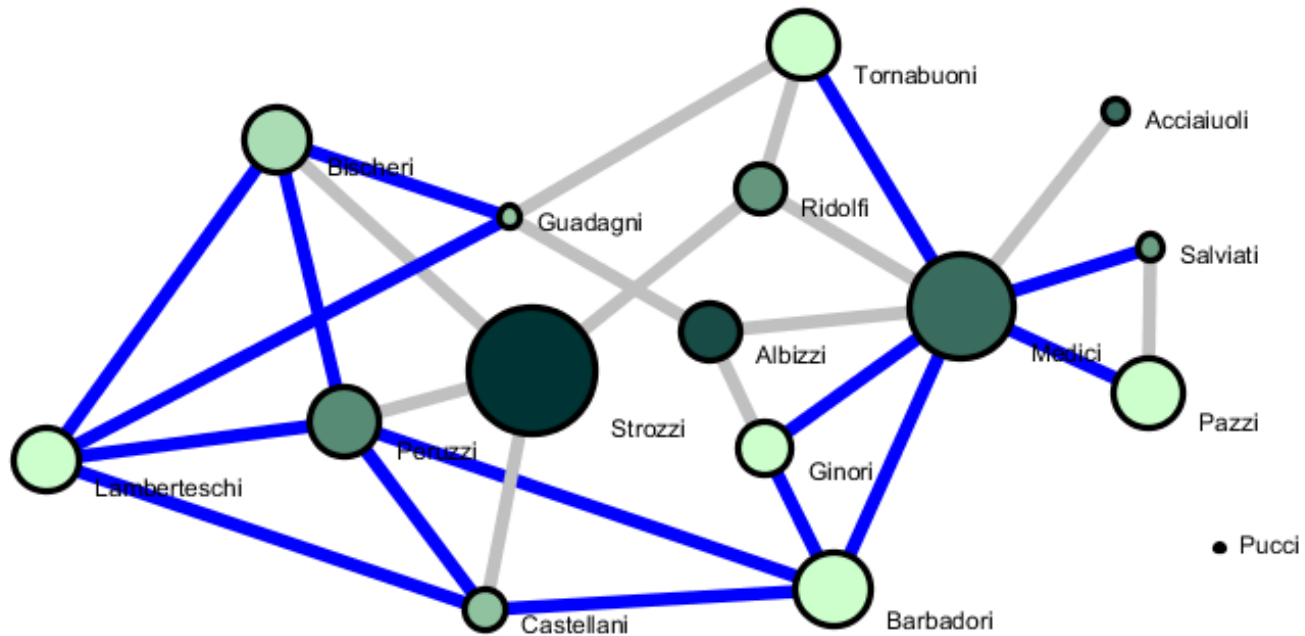 Tornabuoni
Acciaiuoli
Bischeri
Guadagni
Ridolfi
Salviati
Albizzi
Medici
Strozzi
Pazzi
Peruzzi
Ginori
Lamberteschi
Pucci
Castellani
Barbadori